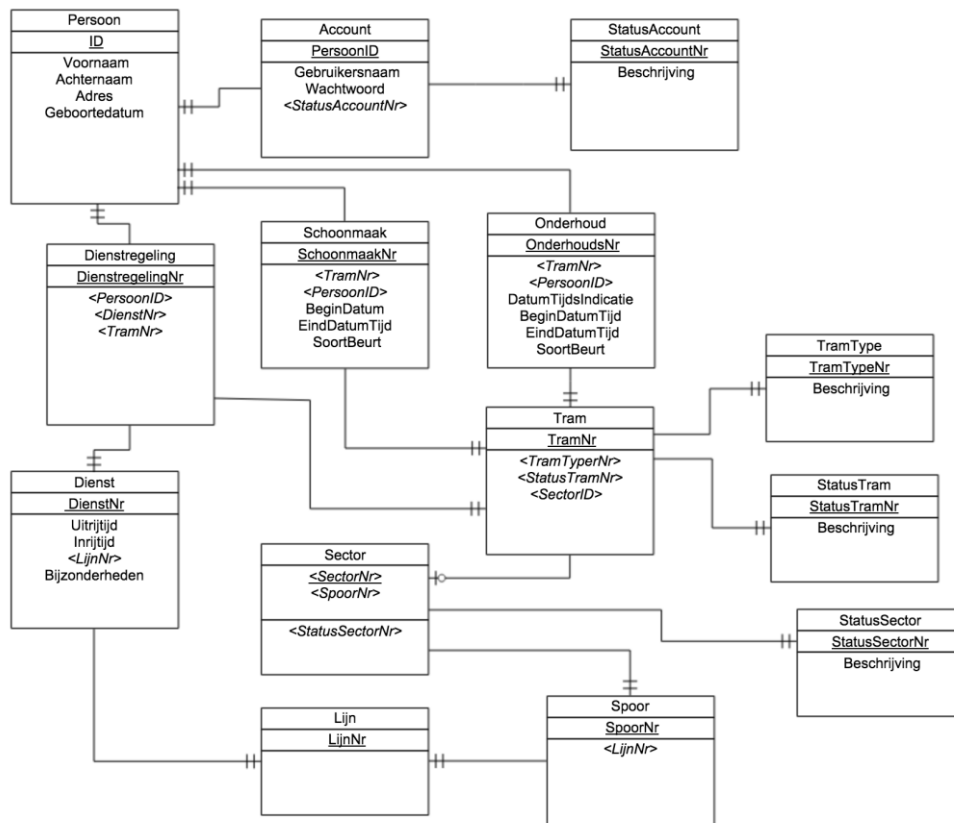 Persoon
ID
Voornaam
Achternaam
Adres
Geboortedatum
Account
PersoonID
Gebruikersnaam
Wachtwoord
<StatusAccountNr>
StatusAccount
StatusAccountNr
Beschrijving
Dienstregeling
DienstregelingNr
<PersoonID>
<DienstNr>
<TramNr>
Schoonmaak
SchoonmaakNr
<TramNr>
<PersoonID>
BeginDatum
EindDatumTijd
SoortBeurt
Onderhoud
OnderhoudsNr
<TramNr>
<PersoonID>
DatumTijdsIndicatie
BeginDatumTijd
EindDatumTijd
SoortBeurt
TramType
TramTypeNr
Beschrijving
Tram
TramNr
<TramTyperNr>
<StatusTramNr>
<SectorID>
StatusTram
StatusTramNr
Beschrijving
Dienst
DienstNr
Uitrijtijd
Inrijtijd
<LijnNr>
Bijzonderheden
Sector
<SectorNr>
<SpoorNr>
<StatusSectorNr>
StatusSector
StatusSectorNr
Beschrijving
Lijn
LijnNr
Spoor
SpoorNr
<LijnNr>